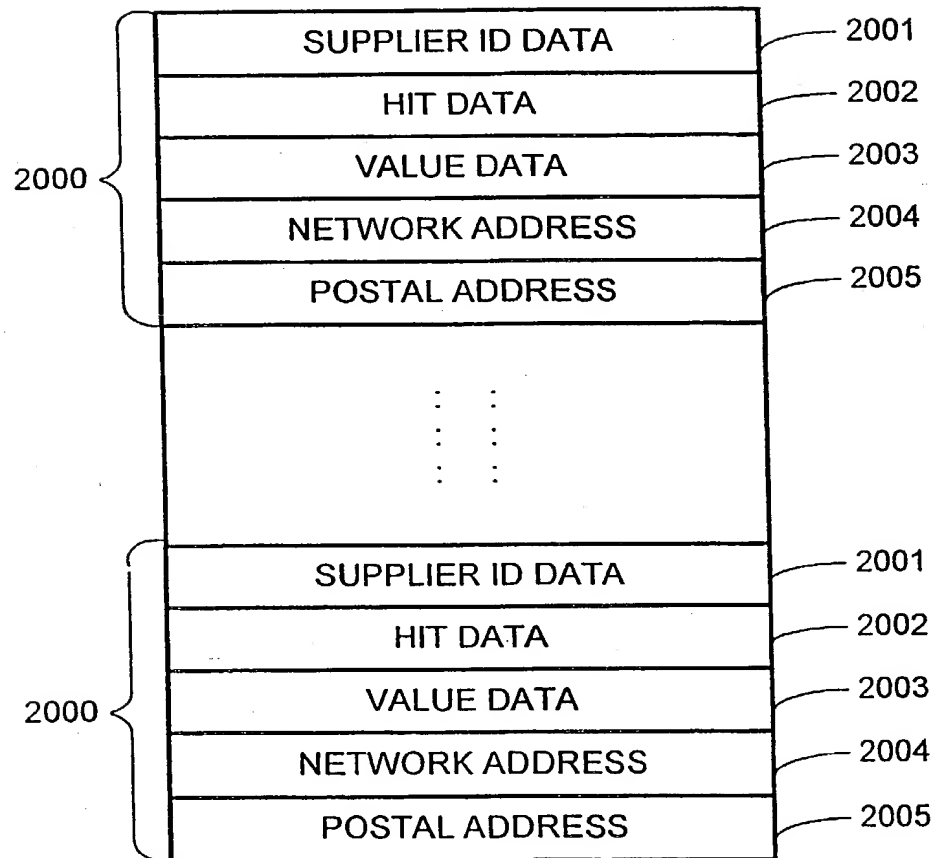 SUPPLIER ID DATA 2001
HIT DATA 2002
2000 VALUE DATA 2003
NETWORK ADDRESS 2004
POSTAL ADDRESS 2005
SUPPLIER ID DATA 2001
HIT DATA 2002
2000 VALUE DATA 2003
NETWORK ADDRESS 2004
POSTAL ADDRESS 2005